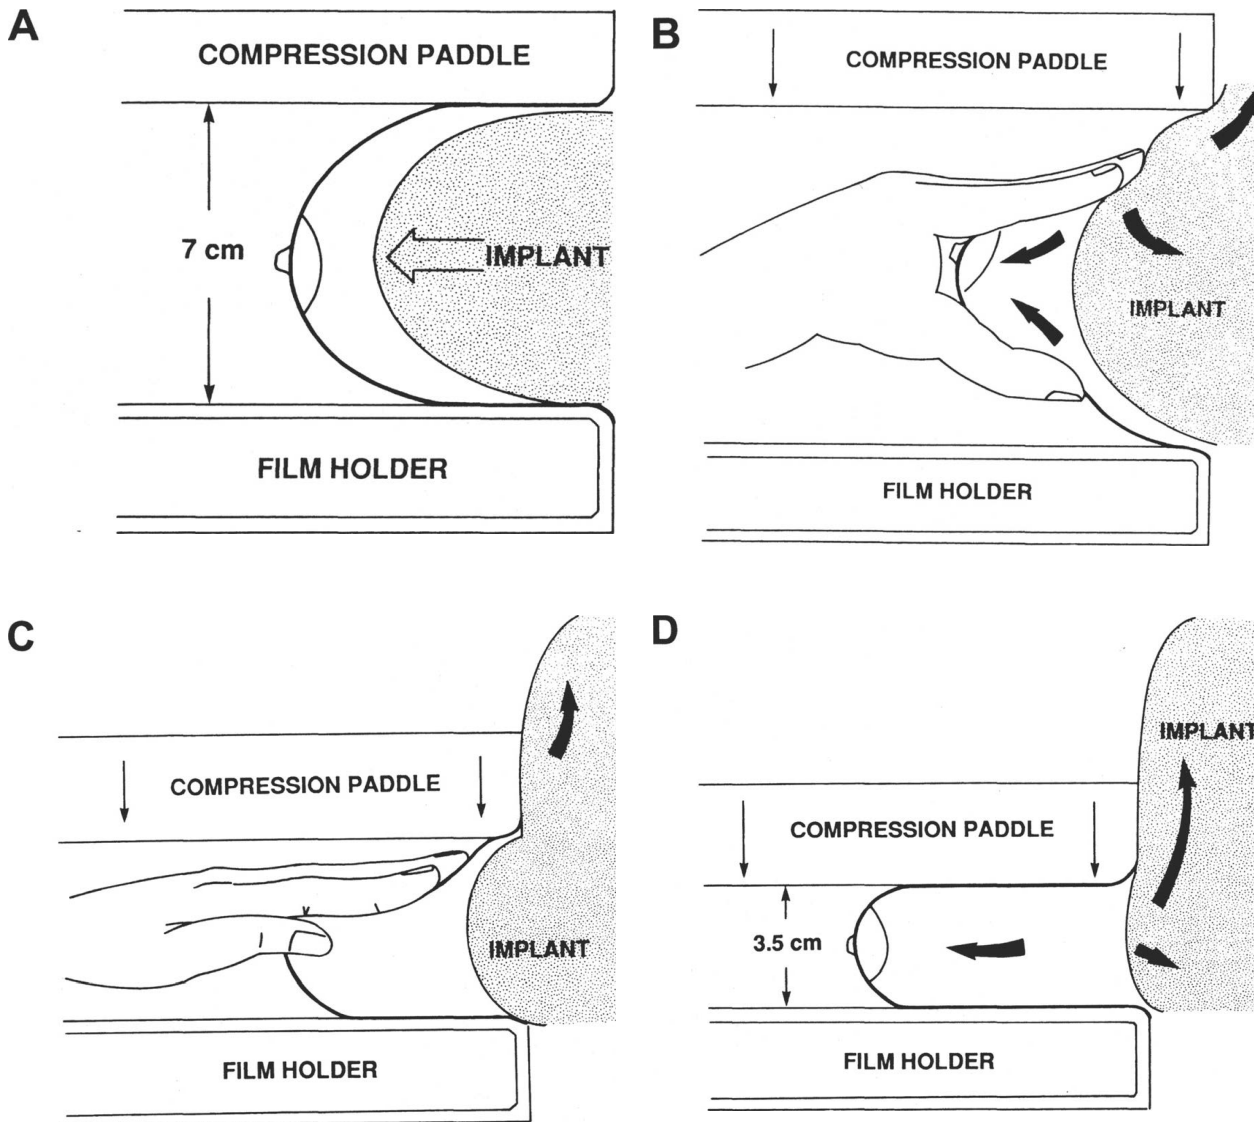 A
COMPRESSION PADDLE
7 cm
IMPLANT
FILM HOLDER
B
COMPRESSION PADDLE
IMPLANT
FILM HOLDER
C
COMPRESSION PADDLE
IMPLANT
FILM HOLDER
D
IMPLANT
COMPRESSION PADDLE
3.5 cm
FILM HOLDER